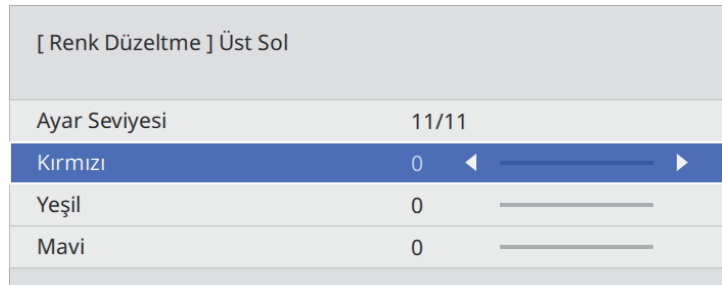 [ Renk Düzeltme ] Üst Sol
Ayar Seviyesi 11/11
Kırmızı 0
Yeşil 0
Mavi 0